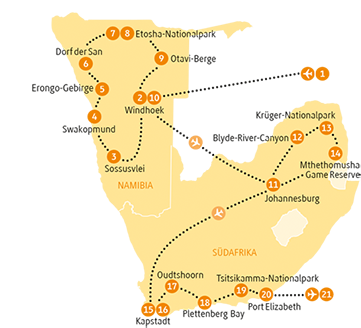 7 8 Etosha-Nationalpark
Dorf der San
9 Otavi-Berge
6
Erongo-Gebirge 5
1
2 10
Windhoek
4
Swakopmund
Krüger-Nationalpark
Blyde-River-Canyon 12 13
14
3
Sossusvlei
Mthethomusha
Game Reserve
NAMIBIA
11
Johannesburg
SÜDAFRIKA
Oudtshoorn
17
Tsitsikamma-Nationalpark
19 20 21
15 16
Kapstadt
18
Plettenberg Bay
Port Elizabeth